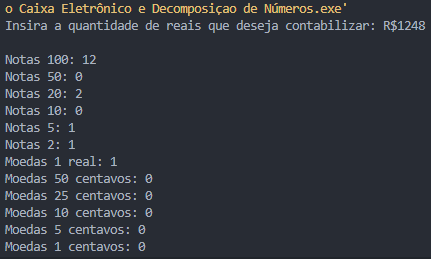 o Caixa Eletrônico e Decomposiçao de Números.exe'
Insira a quantidade de reais que deseja contabilizar: R$1248
Notas 100: 12
Notas 50: 0
Notas 20: 2
Notas 10: 0
Notas 5: 1
Notas 2: 1
Moedas 1 real: 1
Moedas 50 centavos: 0
Moedas 25 centavos: 0
Moedas 10 centavos: 0
Moedas 5 centavos: 0
Moedas 1 centavos: 0